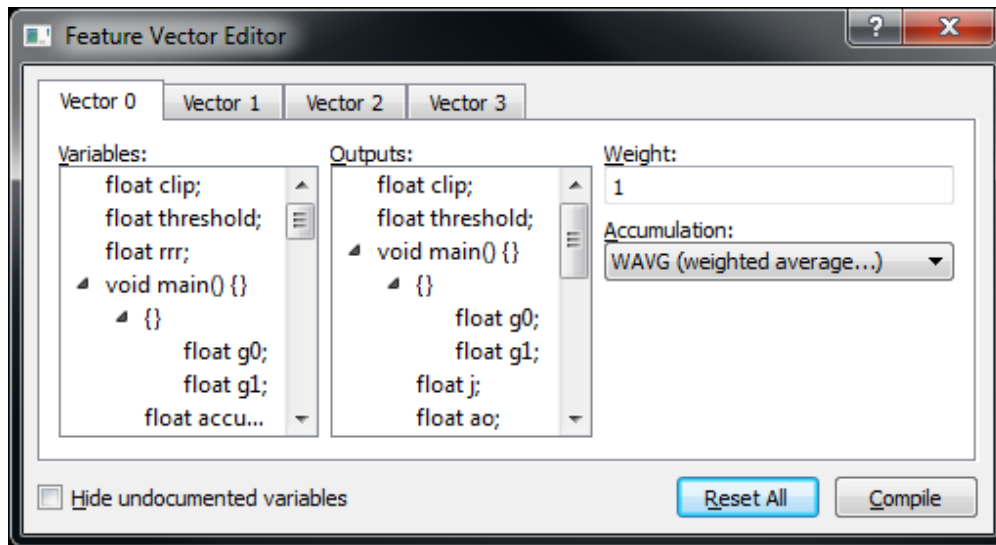 Feature Vector Editor
?
X
Vector 0
Vector 1
Vector 2
Vector 3
Variables:
float clip;
float threshold;
float rrr;
void main() {}
{}
float g0;
float g1;
float accu...
Outputs:
float clip;
float threshold;
void main() {}
{}
float g0;
float g1;
float j;
float ao;
Weight:
1
Accumulation:
WAVG (weighted average...)
Hide undocumented variables
Reset All
Compile